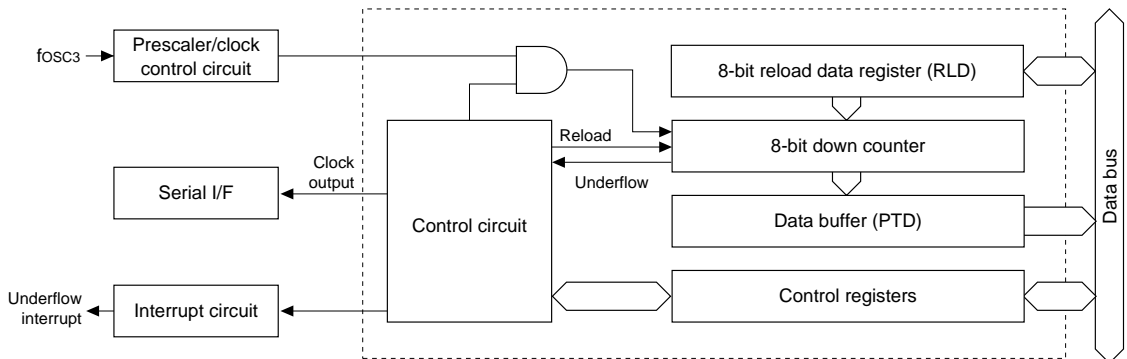 fOSC3
Prescaler/clock
control circuit
8-bit reload data register (RLD)
Reload
8-bit down counter
Underflow
Clock
output
Serial I/F
Control circuit
Data buffer (PTD)
Data bus
Underflow
interrupt
Interrupt circuit
Control registers